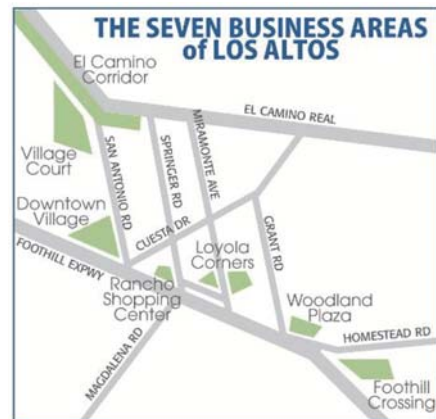 THE SEVEN BUSINESS AREAS
of LOS ALTOS
El Camino
Corridor
EL CAMINO REAL
Village
Court
SAN ANTONIO RD
SPRINGER RD
MIRAMONTE AVE
Downtown
Village
CUESTA DR
GRANT RD
FOOTHILL EXPWY
Loyola
Corners
Rancho
Shopping
Center
Woodland
Plaza
HOMESTEAD RD
MAGDALENA RD
Foothill
Crossing